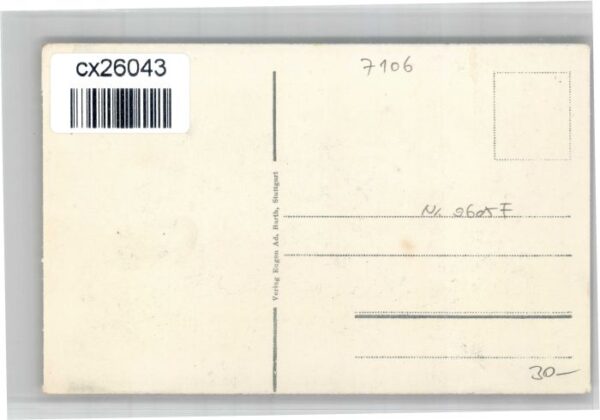 cx26043
7106
Verlag Eugen Ad. Barth, Stuttgart
30—